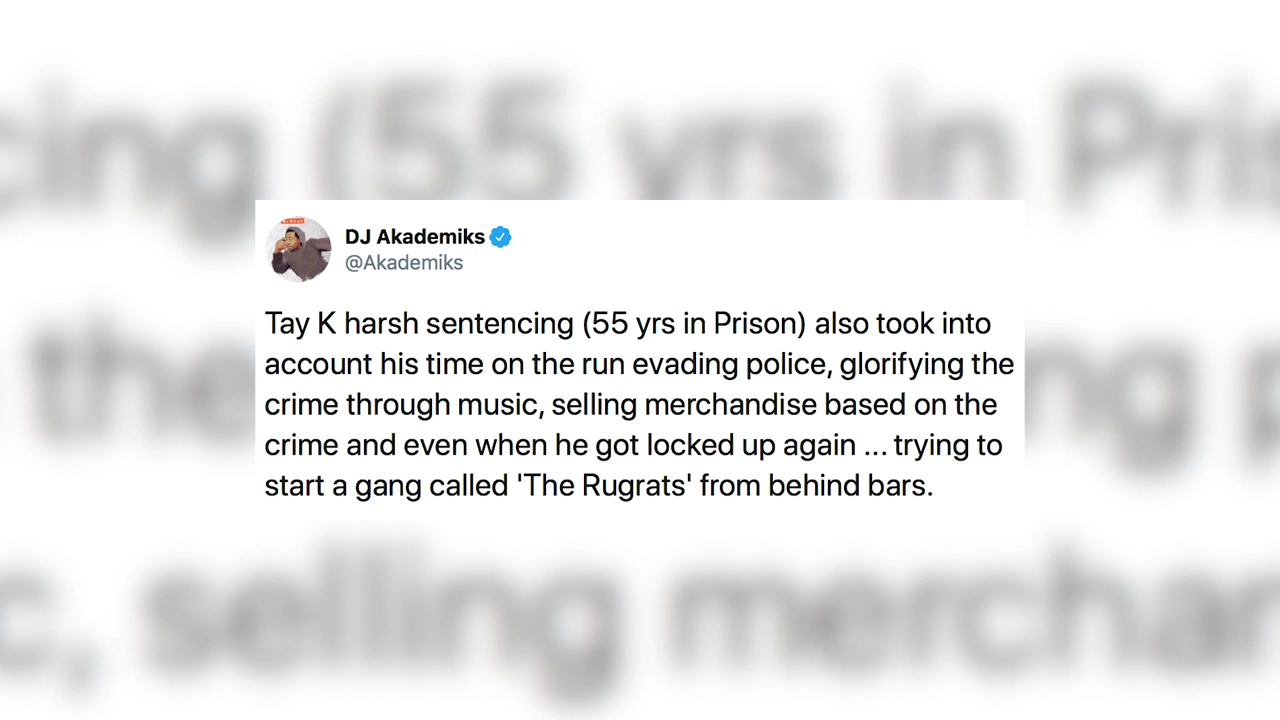 DJ Akademiks
@Akademiks
Tay K harsh sentencing (55 yrs in Prison) also took into
account his time on the run evading police, glorifying the
crime through music, selling merchandise based on the
crime and even when he got locked up again ... trying to
start a gang called 'The Rugrats' from behind bars.